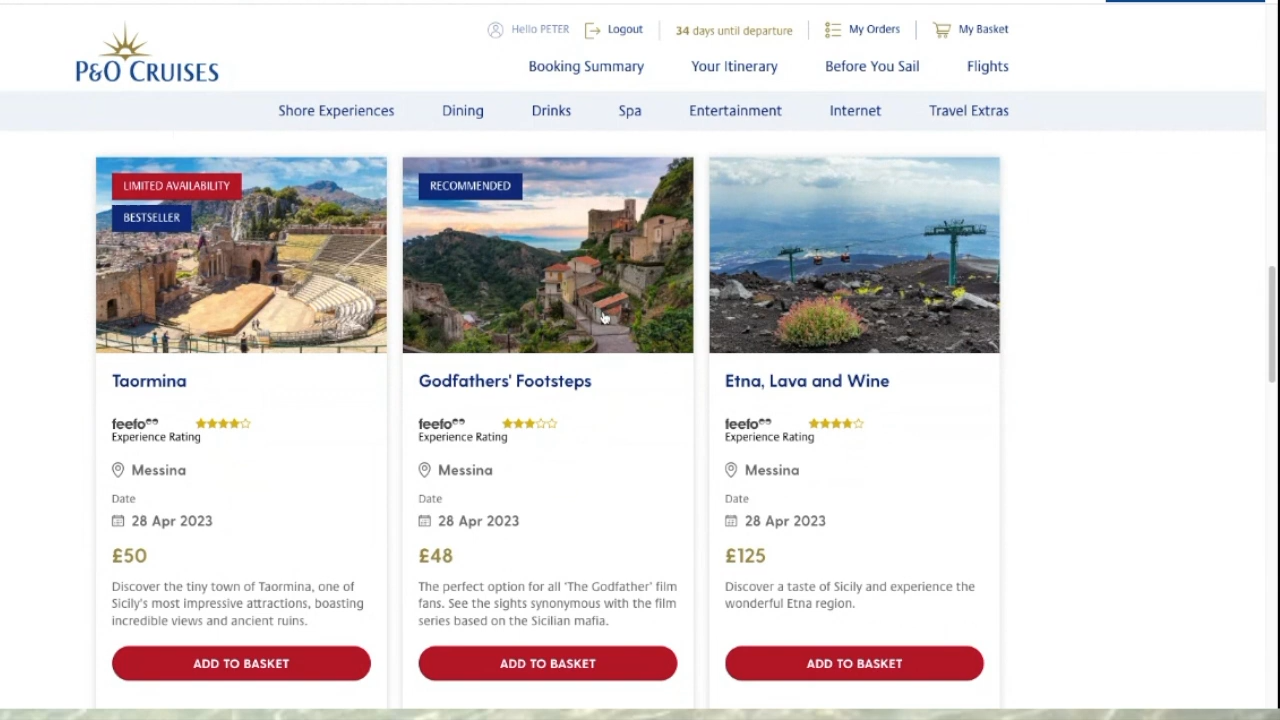 Hello PETER
Logout
34 days until departure
My Orders
My Basket
P&O CRUISES
Booking Summary
Your Itinerary
Before You Sail
Flights
Shore Experiences
Dining
Drinks
Spa
Entertainment
Internet
Travel Extras
LIMITED AVAILABILITY
BESTSELLER
Taormina
feefo
Experience Rating
Messina
Date
28 Apr 2023
£50
Discover the tiny town of Taormina, one of
Sicily's most impressive attractions, boasting
incredible views and ancient ruins.
ADD TO BASKET
RECOMMENDED
Godfathers' Footsteps
feefo
Experience Rating
Messina
Date
28 Apr 2023
£48
The perfect option for all 'The Godfather' film
fans. See the sights synonymous with the film
series based on the Sicilian mafia.
ADD TO BASKET
Etna, Lava and Wine
feefo
Experience Rating
Messina
Date
28 Apr 2023
£125
Discover a taste of Sicily and experience the
wonderful Etna region.
ADD TO BASKET